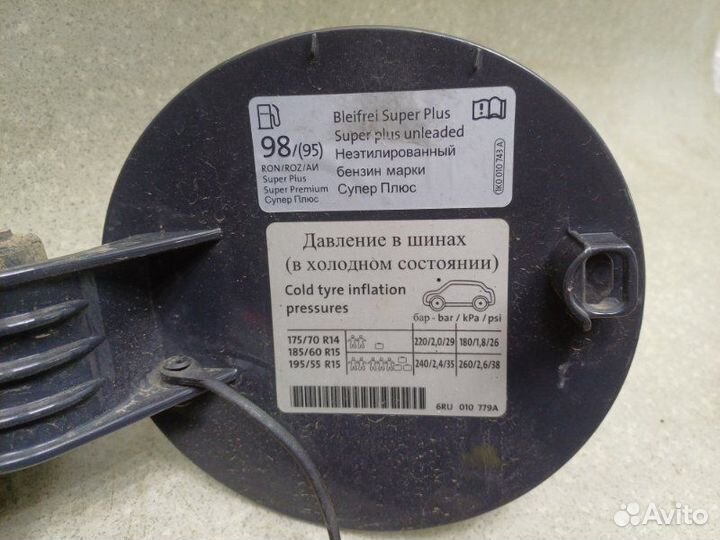 Bleifrei Super Plus
Super plus unleaded
98/(95) Неэтилированный
RON/ROZ/АИ
бензин марки
Super Plus
Super Premium
Супер Плюс
Супер Плюс
1K0 010 743 A
Давление в шинах
(в холодном состоянии)
Cold tyre inflation
pressures
бар - bar / kPa / psi
175/70 R14
185/60 R15
195/55 R15
220/2,0/29 180/1,8/26
240/2,4/35 260/2,6/38
6RU 010 779A
Avito